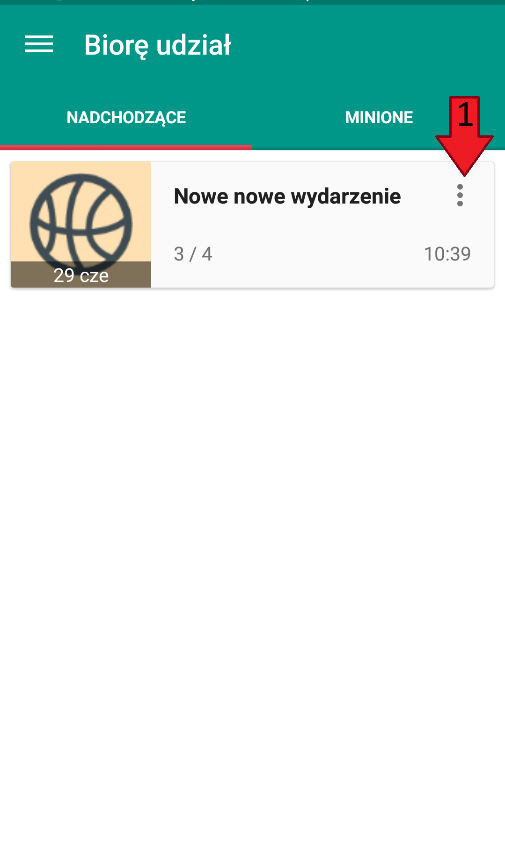 Biorę udział
NADCHODZĄCE MINIONE
1
Nowe nowe wydarzenie
3 / 4 10:39
29 cze